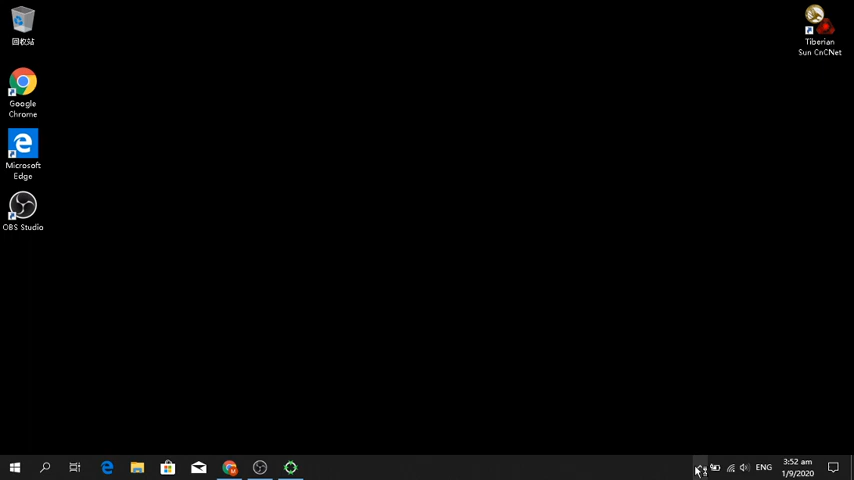 回收站
Tiberian
Sun CnCNet
Google
Chrome
Microsoft
Edge
OBS Studio
ENG
3:52 am
1/9/2020